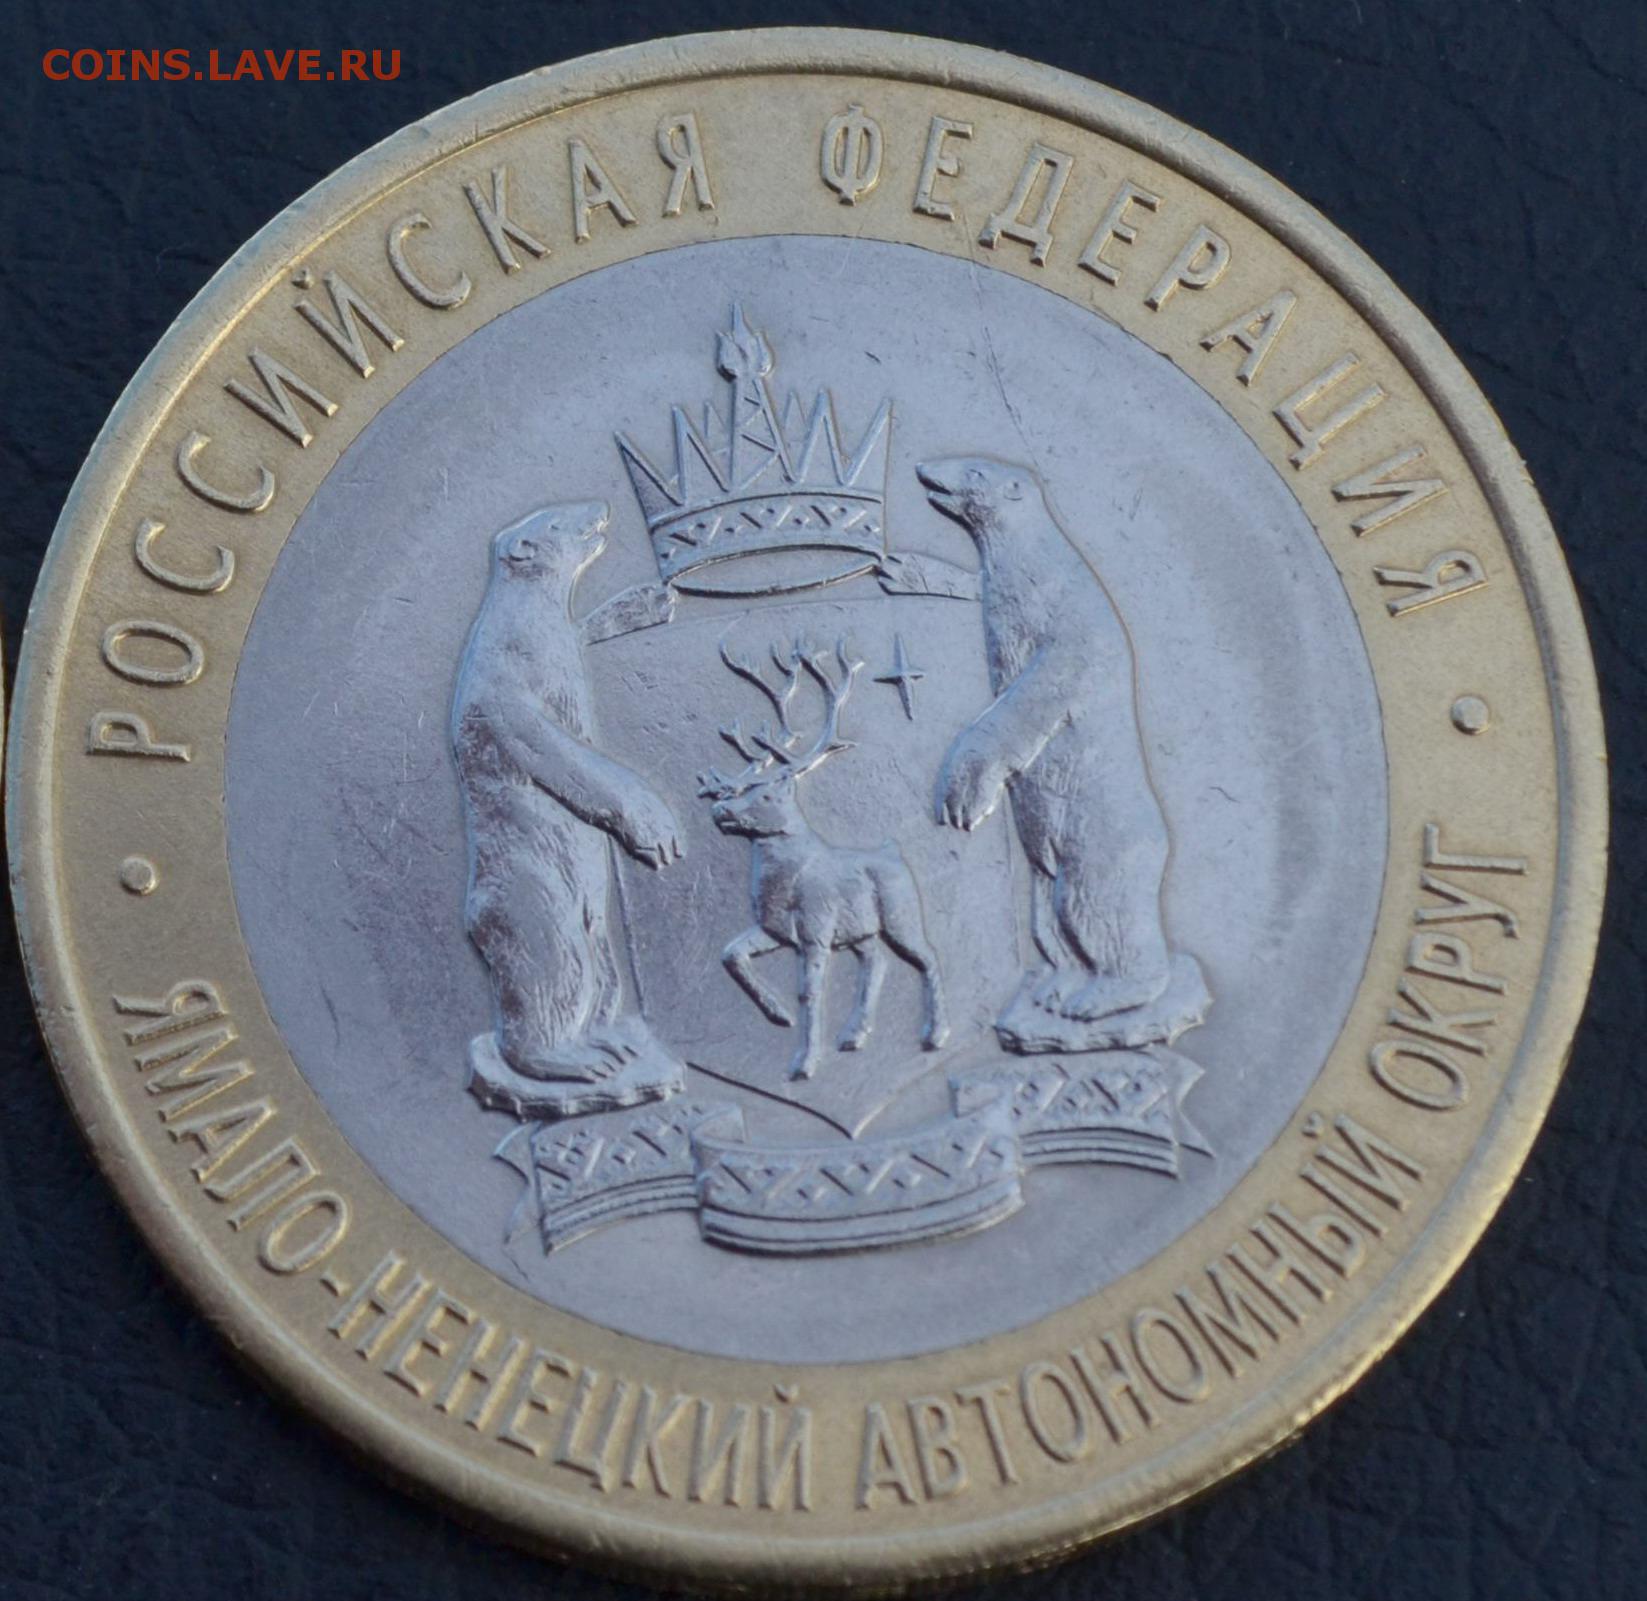 COINS.LAVE.RU
РОССИЙСКАЯ ФЕДЕРАЦИЯ
ЯМАЛО-НЕНЕЦКИЙ АВТОНОМНЫЙ ОКРУГ